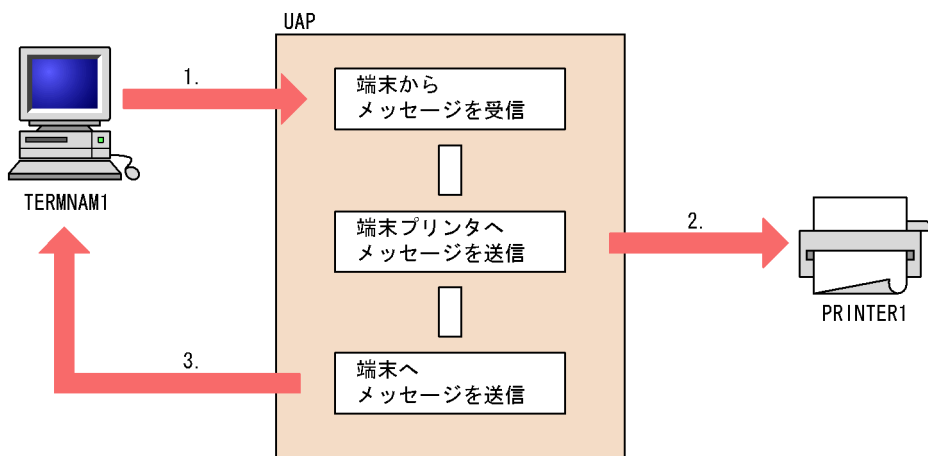 UAP
1.
端末から
メッセージを受信
TERMNAM1
端末プリンタへ
メッセージを送信
2.
PRINTER1
3.
端末へ
メッセージを送信